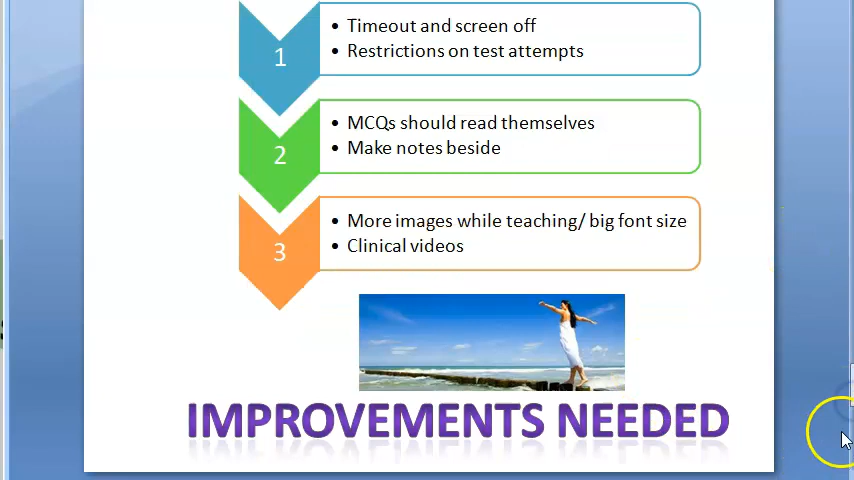 1
• Timeout and screen off
• Restrictions on test attempts
2
• MCQs should read themselves
• Make notes beside
3
• More images while teaching/ big font size
• Clinical videos
IMPROVEMENTS NEEDED